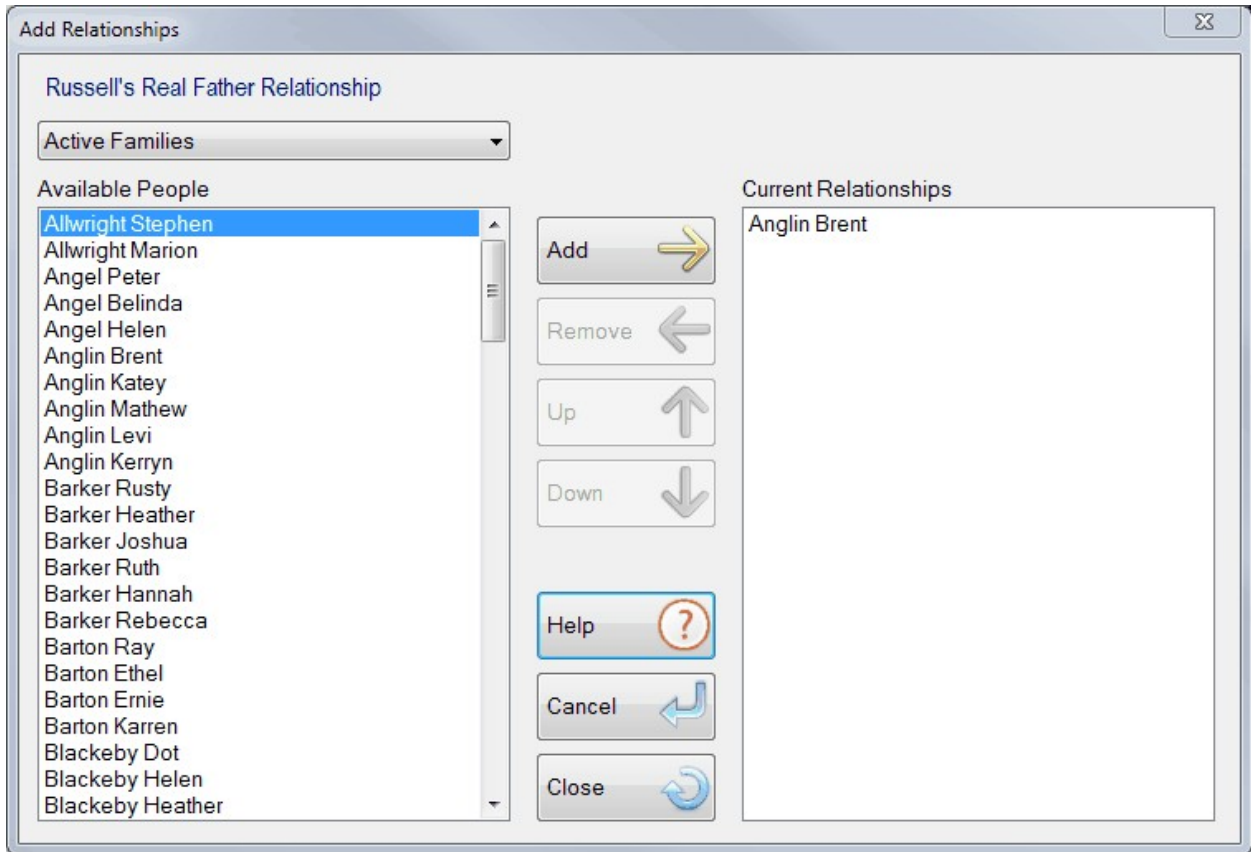 Add Relationships
Russell's Real Father Relationship
Active Families
Available People
Allwright Stephen
Allwright Marion
Angel Peter
Angel Belinda
Angel Helen
Anglin Brent
Anglin Katey
Anglin Mathew
Anglin Levi
Anglin Kerryn
Barker Rusty
Barker Heather
Barker Joshua
Barker Ruth
Barker Hannah
Barker Rebecca
Barton Ray
Barton Ethel
Barton Ernie
Barton Karren
Blackeby Dot
Blackeby Helen
Blackeby Heather
Add
Remove
Up
Down
Help
?
Cancel
Close
Current Relationships
Anglin Brent